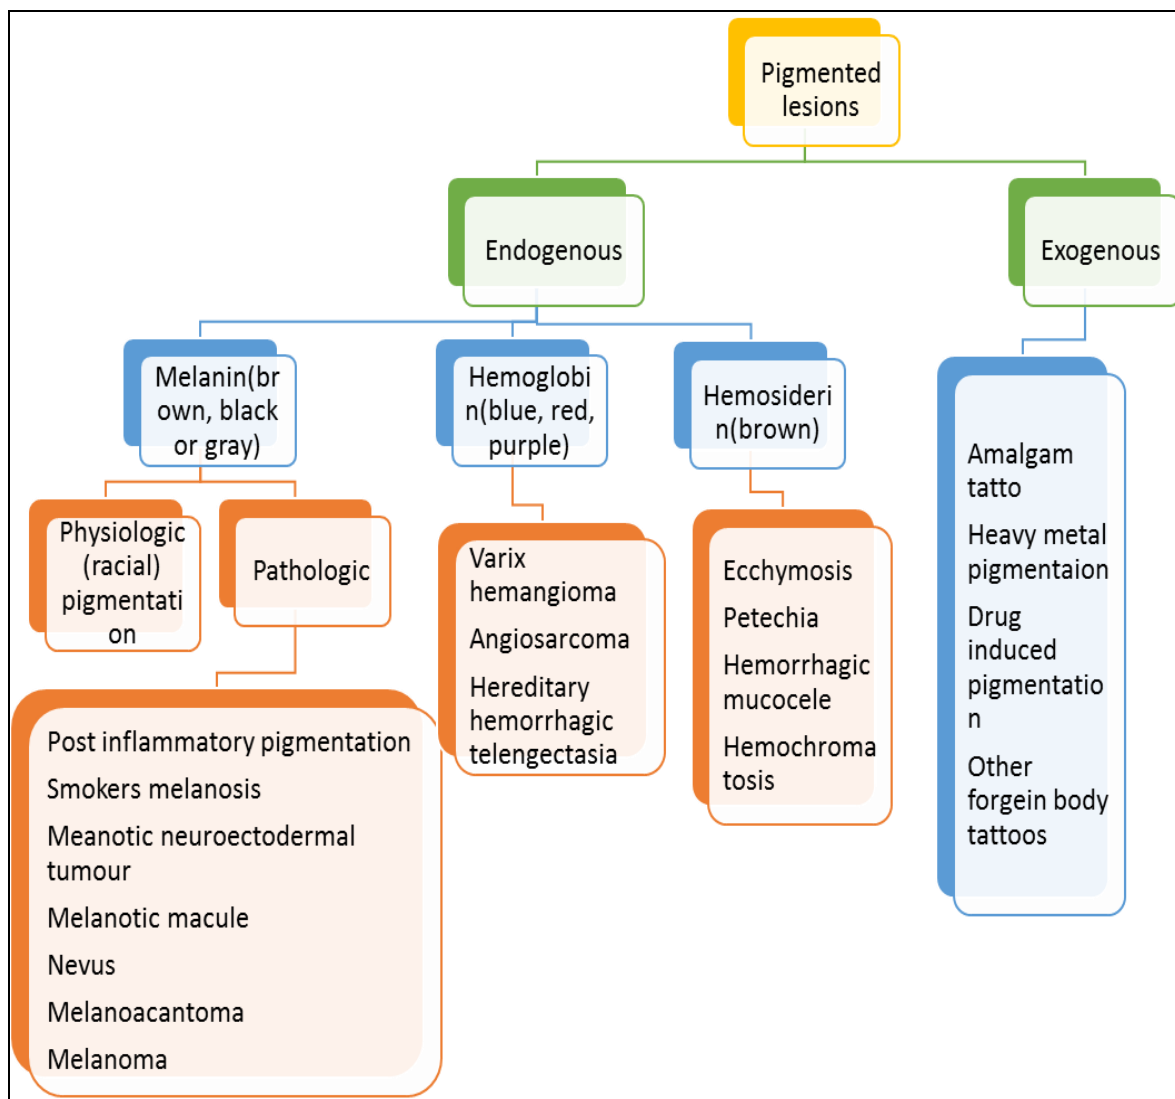 Pigmented
lesions
Endogenous
Exogenous
Melanin(br
own, black
or gray)
Hemoglobi
n(blue, red,
purple)
Hemosideri
n(brown)
Physiologic
(racial)
pigmentati
on
Pathologic
Post inflammatory pigmentation
Smokers melanosis
Meanotic neuroectodermal
tumour
Melanotic macule
Nevus
Melanoacantoma
Melanoma
Varix
hemangioma
Angiosarcoma
Hereditary
hemorrhagic
telengectasia
Ecchymosis
Petechia
Hemorrhagic
mucocele
Hemochroma
tosis
Amalgam
tatto
Heavy metal
pigmentaion
Drug
induced
pigmentatio
n
Other
forgein body
tattoos